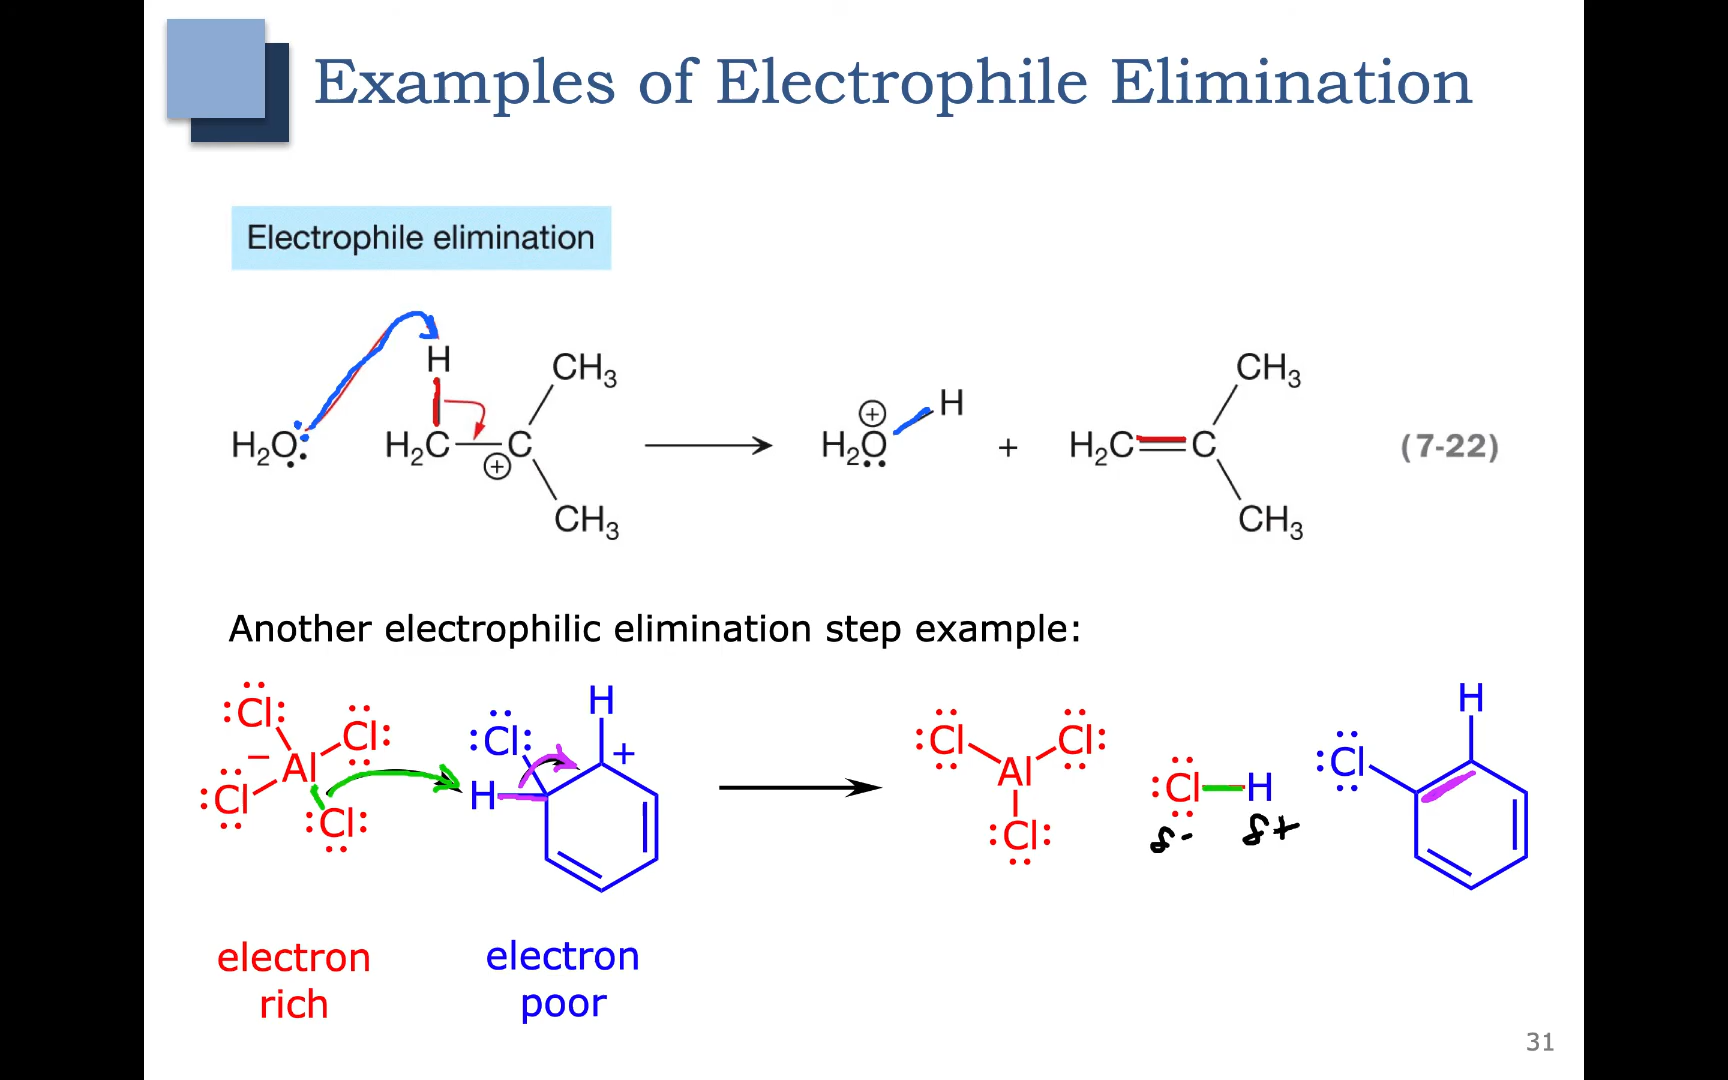 Examples of Electrophile Elimination
Electrophile elimination
H CH₃ CH₃
⊕ H
H₂O: H₂C C ⊕ H₂O + H₂C C (7-22)
CH₃ CH₃
Another electrophilic elimination step example:
H H
:Cl: :Cl: :Cl: + :Cl: :Cl: :Cl:
− Al H Al :Cl H
:Cl :Cl: :Cl: δ- δ+
electron electron
rich poor
31